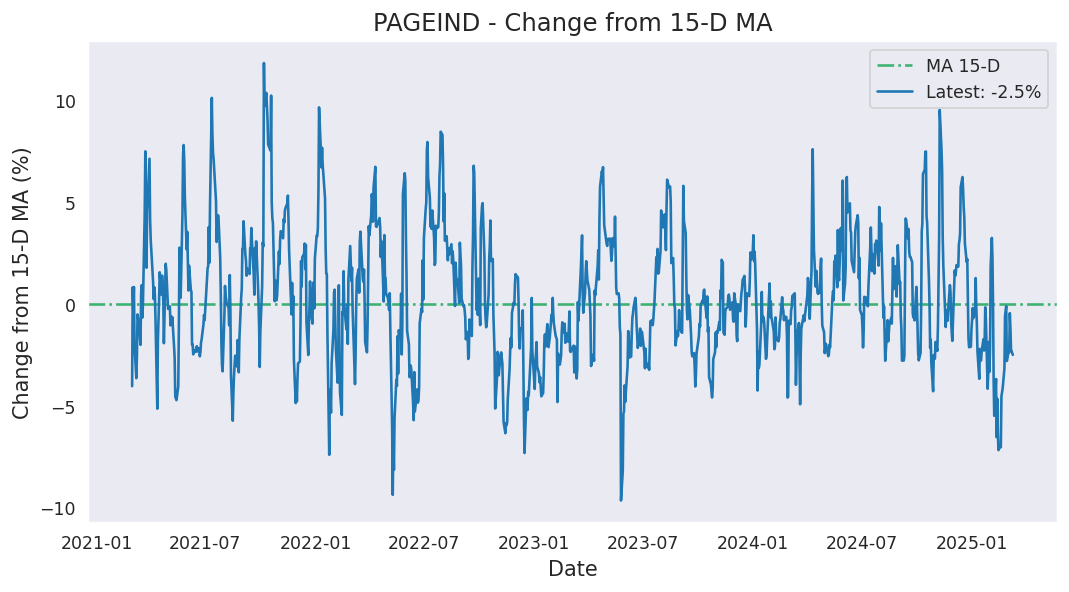 PAGEIND - Change from 15-D MA
MA 15-D
Latest: -2.5%
Change from 15-D MA (%)
10
5
0
−5
−10
2021-01
2021-07
2022-01
2022-07
2023-01
2023-07
2024-01
2024-07
2025-01
Date